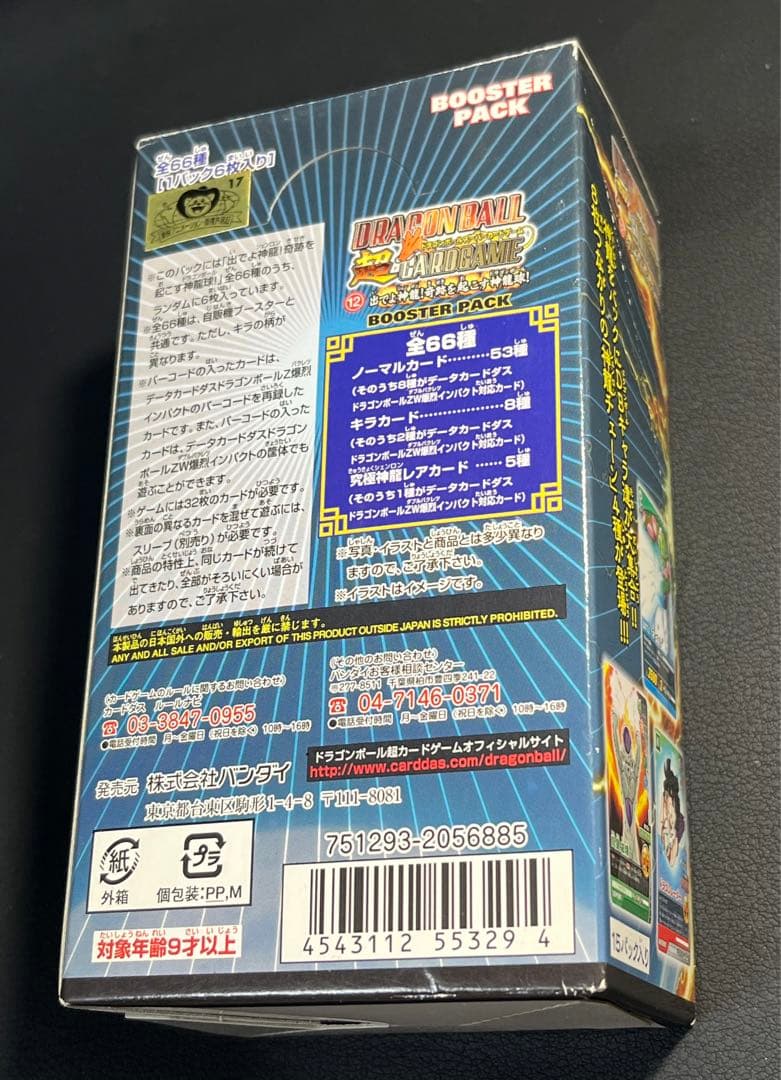 BOOSTER
PACK
全66種
[1パック6枚入り]
17
DRAGON BALL
超
CARDGAME
12 出でよ神龍!奇跡を起こす神龍球!
BOOSTER PACK
※このパックには「出でよ神龍!奇跡を
起こす神龍球!」全66種のうち、
ランダムに6枚入っています。
※全66種は、自販機ブースターと
共通です。ただし、キラの柄が
異なります。
※バーコードの入ったカードは、
データカードダスドラゴンボールZ爆烈
インパクトのバーコードを再録した
カードです。また、バーコードの入った
カードは、データカードダスドラゴン
ボールZW爆烈インパクトの筐体でも
遊ぶことができます。
※ゲームには32枚のカードが必要です。
※裏面の異なるカードを混ぜて遊ぶには、
スリーブ(別売り)が必要です。
※商品の特性上、同じカードが続けて
出てきたり、全部がそろいにくい場合が
ありますので、ご了承下さい。
全66種
ノーマルカード………53種
(そのうち8種がデータカードダス
ドラゴンボールZW爆烈インパクト対応カード)
キラカード……………8種
(そのうち2種がデータカードダス
ドラゴンボールZW爆烈インパクト対応カード)
究極神龍レアカード……5種
(そのうち1種がデータカードダス
ドラゴンボールZW爆烈インパクト対応カード)
※写真・イラストと商品とは多少異なり
ますので、ご了承下さい。
※イラストはイメージです。
本製品の日本国外への販売・輸出を厳に禁じます。
ANY AND ALL SALE AND/OR EXPORT OF THIS PRODUCT OUTSIDE JAPAN IS STRICTLY PROHIBITED.
〈カードゲームのルールに関するお問い合わせ〉
カードダス ルールナビ
☎ 03-3847-0955
●電話受付時間 月〜金曜日(祝日を除く)10時〜16時
〈その他のお問い合わせ〉
バンダイお客様相談センター
〒277-8511 千葉県柏市豊四季241-22
☎ 04-7146-0371
●電話受付時間 月〜金曜日(祝日を除く)10時〜16時
ドラゴンボール超カードゲームオフィシャルサイト
http://www.carddas.com/dragonball/
発売元 株式会社バンダイ
東京都台東区駒形1-4-8 〒111-8081
751293-2056885
紙
外箱
プラ
個包装:PP,M
対象年齢9才以上
4543112 55329 4
15パック入り